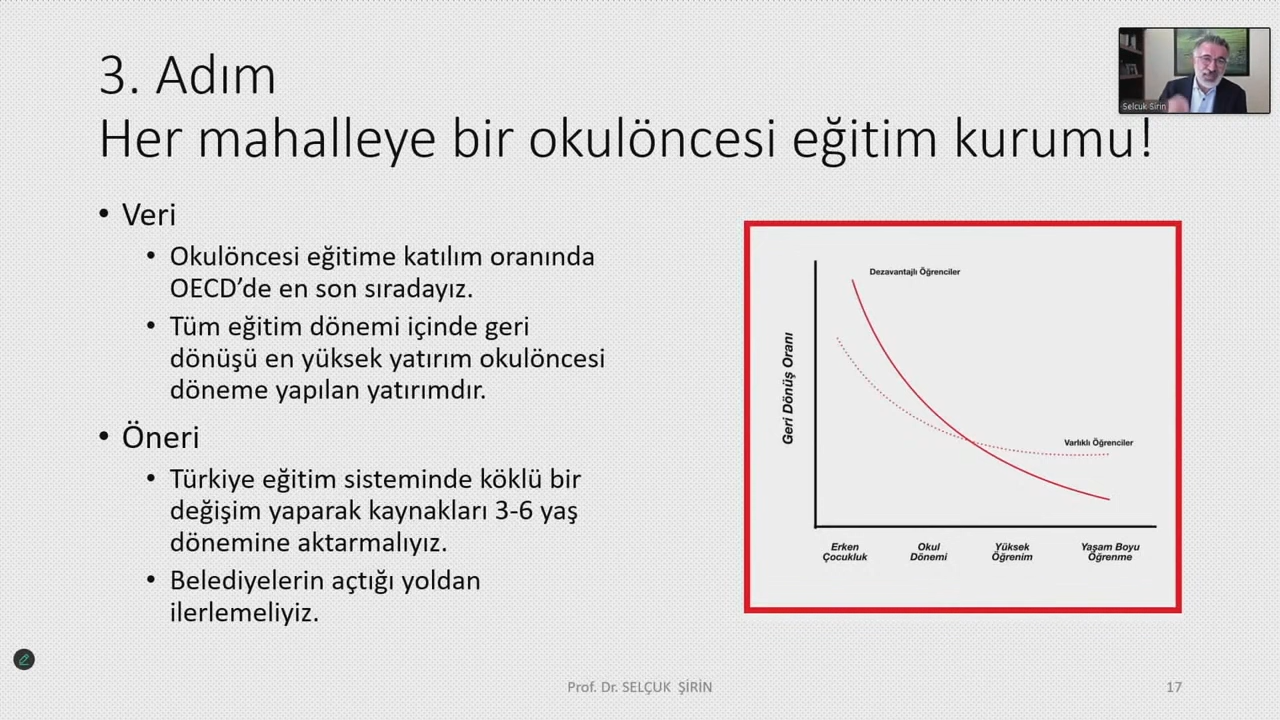 3. Adım
Her mahalleye bir okulöncesi eğitim kurumu!
Selcuk Sirin
• Veri
• Okulöncesi eğitime katılım oranında
OECD’de en son sıradayız.
• Tüm eğitim dönemi içinde geri
dönüşü en yüksek yatırım okulöncesi
döneme yapılan yatırımdır.
• Öneri
• Türkiye eğitim sisteminde köklü bir
değişim yaparak kaynakları 3-6 yaş
dönemine aktarmalıyız.
• Belediyelerin açtığı yoldan
ilerlemeliyiz.
Dezavantajlı Öğrenciler
Geri Dönüş Oranı
Varlıklı Öğrenciler
Erken
Çocukluk
Okul
Dönemi
Yüksek
Öğrenim
Yaşam Boyu
Öğrenme
Prof. Dr. SELÇUK ŞİRİN
17